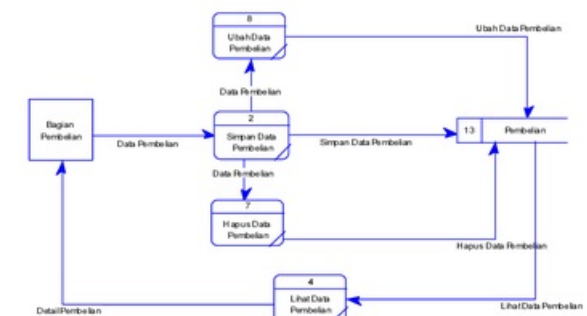 8
Ubah Data
Pembelian
Ubah Data Pembelian
Data Pembelian
Bagian
Pembelian
Data Pembelian
2
Simpan Data
Pembelian
Simpan Data Pembelian
13
Pembelian
Data Pembelian
7
Hapus Data
Pembelian
Hapus Data Pembelian
4
Lihat Data
Pembelian
Detail Pembelian
Lihat Data Pembelian